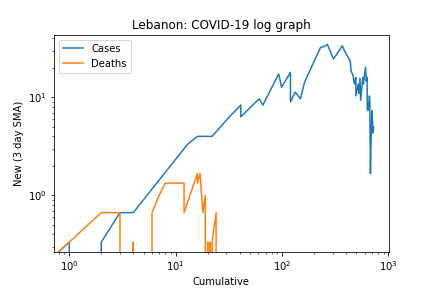 Lebanon: COVID-19 log graph
Cases
Deaths
New (3 day SMA)
10¹
10⁰
10⁰ 10¹ 10² 10³
Cumulative